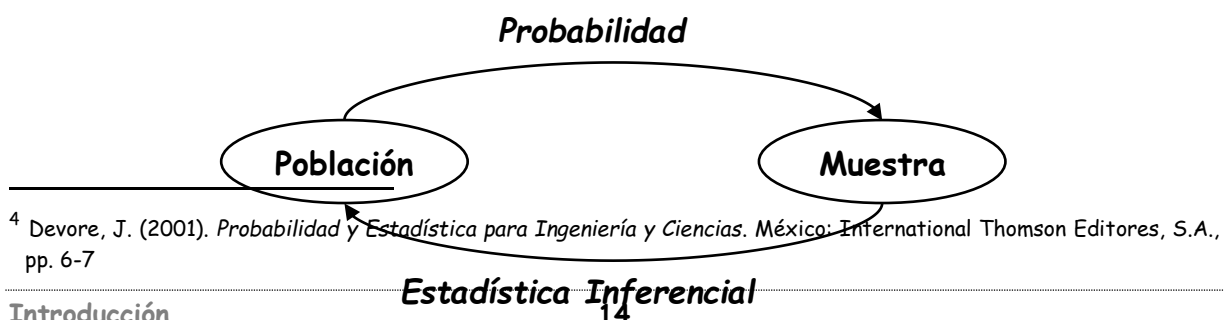 Probabilidad
Población Muestra
4 Devore, J. (2001). Probabilidad y Estadística para Ingeniería y Ciencias. México: International Thomson Editores, S.A.,
pp. 6-7
Estadística Inferencial
Introducción 14